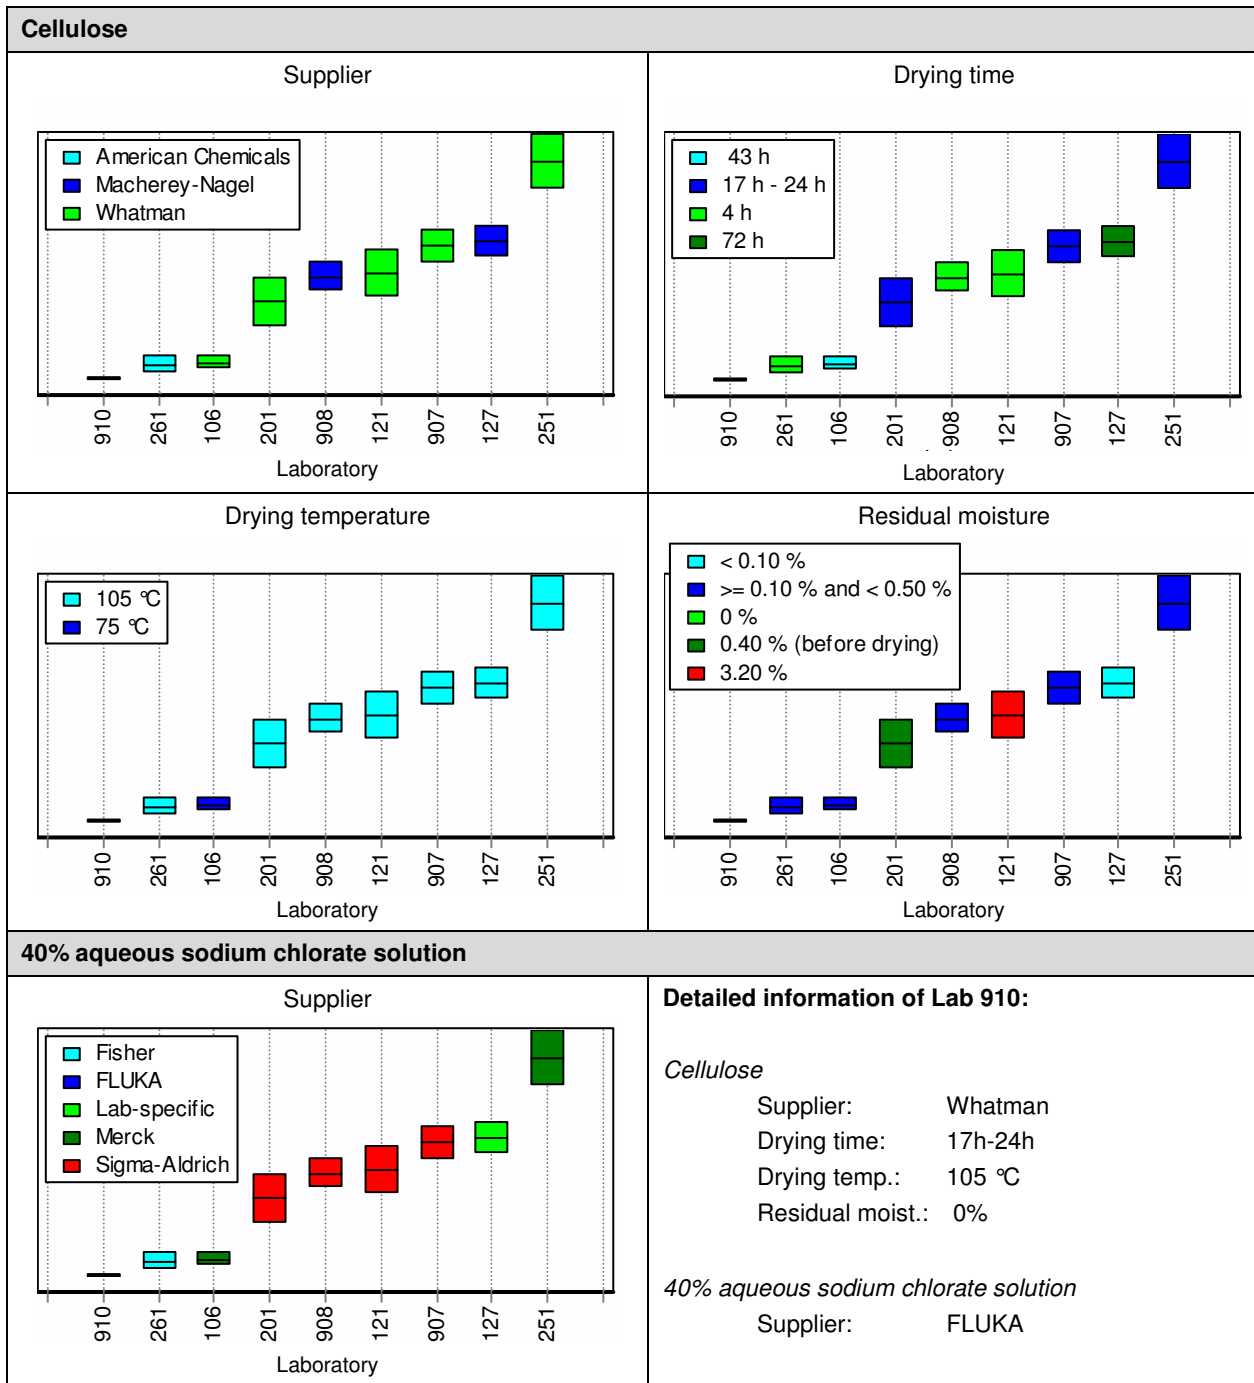 Cellulose
Supplier
American Chemicals
Macherey-Nagel
Whatman
910 261 106 201 908 121 907 127 251
Laboratory
Drying time
43 h
17 h - 24 h
4 h
72 h
910 261 106 201 908 121 907 127 251
Laboratory
Drying temperature
105 °C
75 °C
910 261 106 201 908 121 907 127 251
Laboratory
Residual moisture
< 0.10 %
>= 0.10 % and < 0.50 %
0 %
0.40 % (before drying)
3.20 %
910 261 106 201 908 121 907 127 251
Laboratory
40% aqueous sodium chlorate solution
Supplier
Fisher
FLUKA
Lab-specific
Merck
Sigma-Aldrich
910 261 106 201 908 121 907 127 251
Laboratory
Detailed information of Lab 910:
Cellulose
Supplier: Whatman
Drying time: 17h-24h
Drying temp.: 105 °C
Residual moist.: 0%
40% aqueous sodium chlorate solution
Supplier: FLUKA